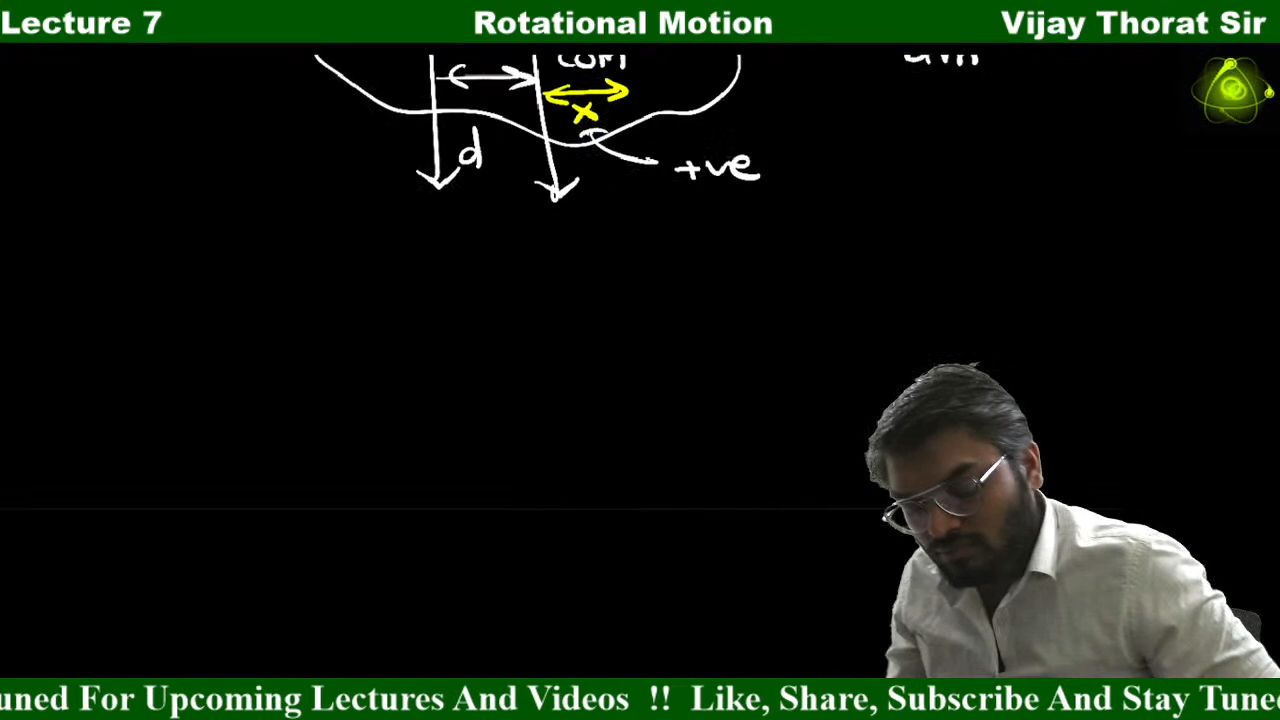 Lecture 7 Rotational Motion Vijay Thorat Sir
COM
x
d
+ve
uned For Upcoming Lectures And Videos !! Like, Share, Subscribe And Stay Tune